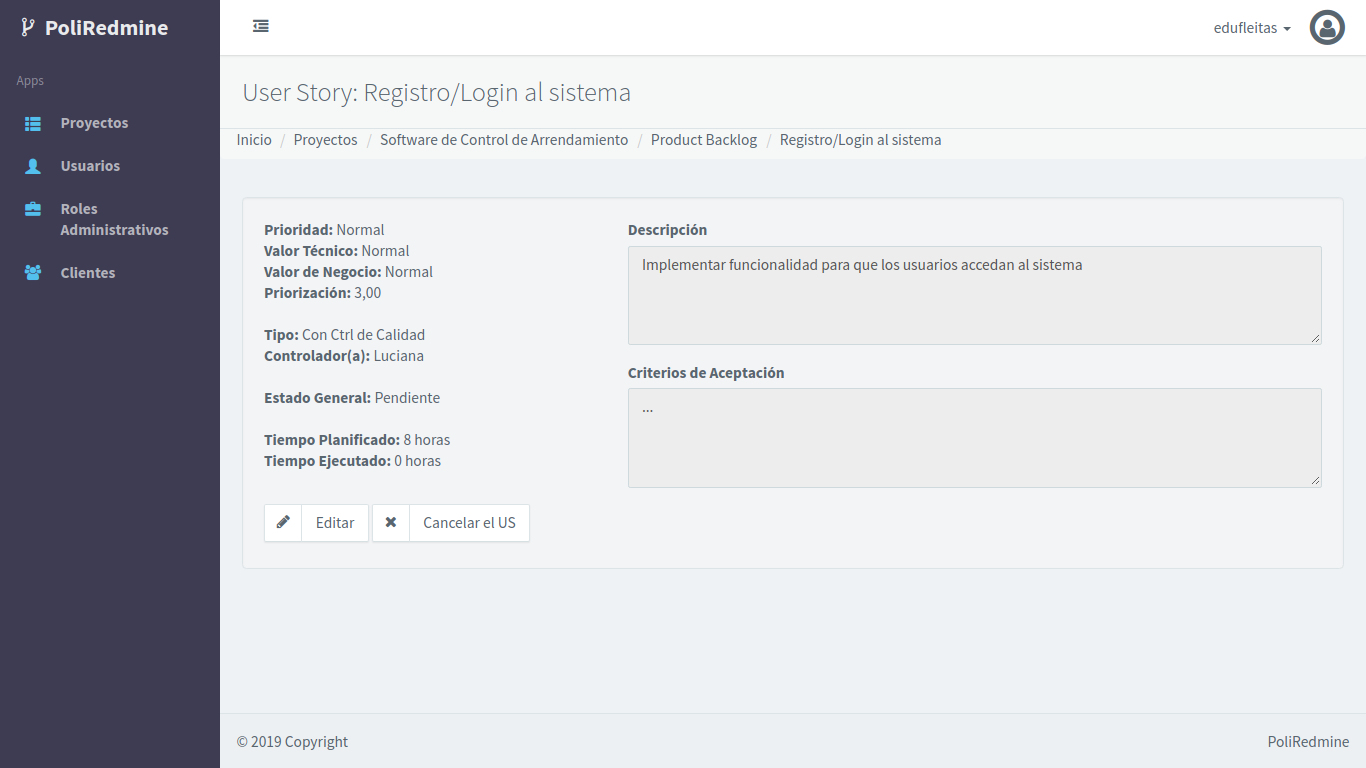 PoliRedmine
edufleitas
Apps
Proyectos
Usuarios
Roles
Administrativos
Clientes
User Story: Registro/Login al sistema
Inicio / Proyectos / Software de Control de Arrendamiento / Product Backlog / Registro/Login al sistema
Prioridad: Normal
Valor Técnico: Normal
Valor de Negocio: Normal
Priorización: 3,00
Tipo: Con Ctrl de Calidad
Controlador(a): Luciana
Estado General: Pendiente
Tiempo Planificado: 8 horas
Tiempo Ejecutado: 0 horas
Editar
Cancelar el US
Descripción
Implementar funcionalidad para que los usuarios accedan al sistema
Criterios de Aceptación
...
© 2019 Copyright
PoliRedmine